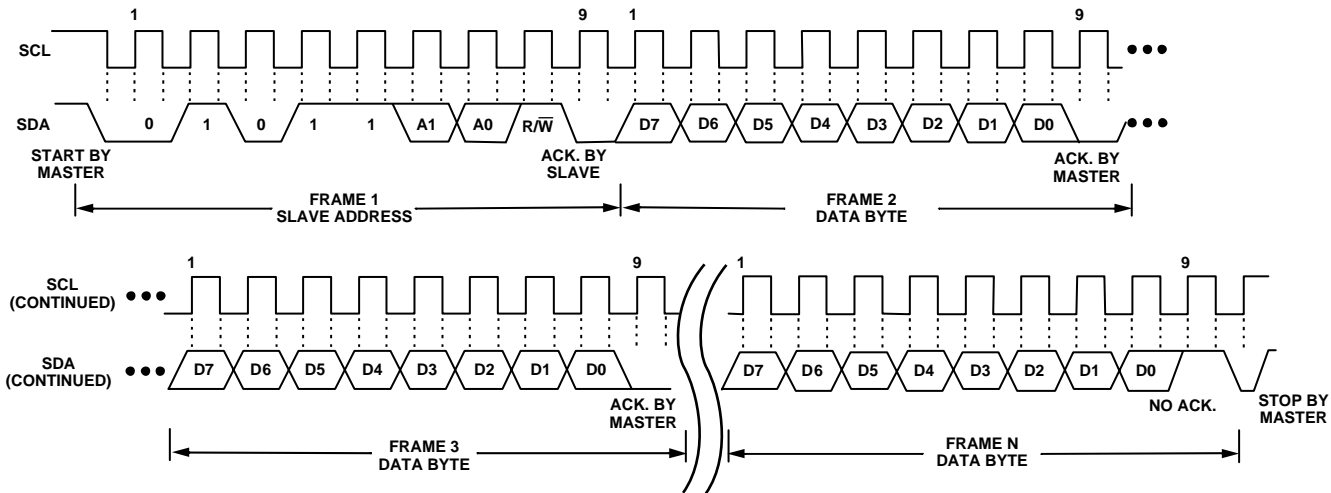 1 9 1 9
SCL
SDA 0 1 0 1 1 A1 A0 R/W̅ D7 D6 D5 D4 D3 D2 D1 D0
START BY
MASTER
ACK. BY
SLAVE
ACK. BY
MASTER
FRAME 1
SLAVE ADDRESS
FRAME 2
DATA BYTE
1 9 1 9
SCL
(CONTINUED)
SDA
(CONTINUED)
D7 D6 D5 D4 D3 D2 D1 D0 D7 D6 D5 D4 D3 D2 D1 D0
ACK. BY
MASTER
NO ACK.
STOP BY
MASTER
FRAME 3
DATA BYTE
FRAME N
DATA BYTE